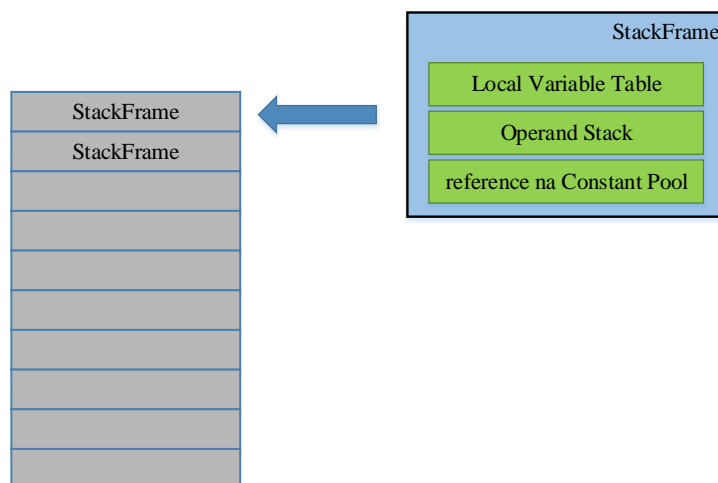 StackFrame
StackFrame
StackFrame
Local Variable Table
Operand Stack
reference na Constant Pool